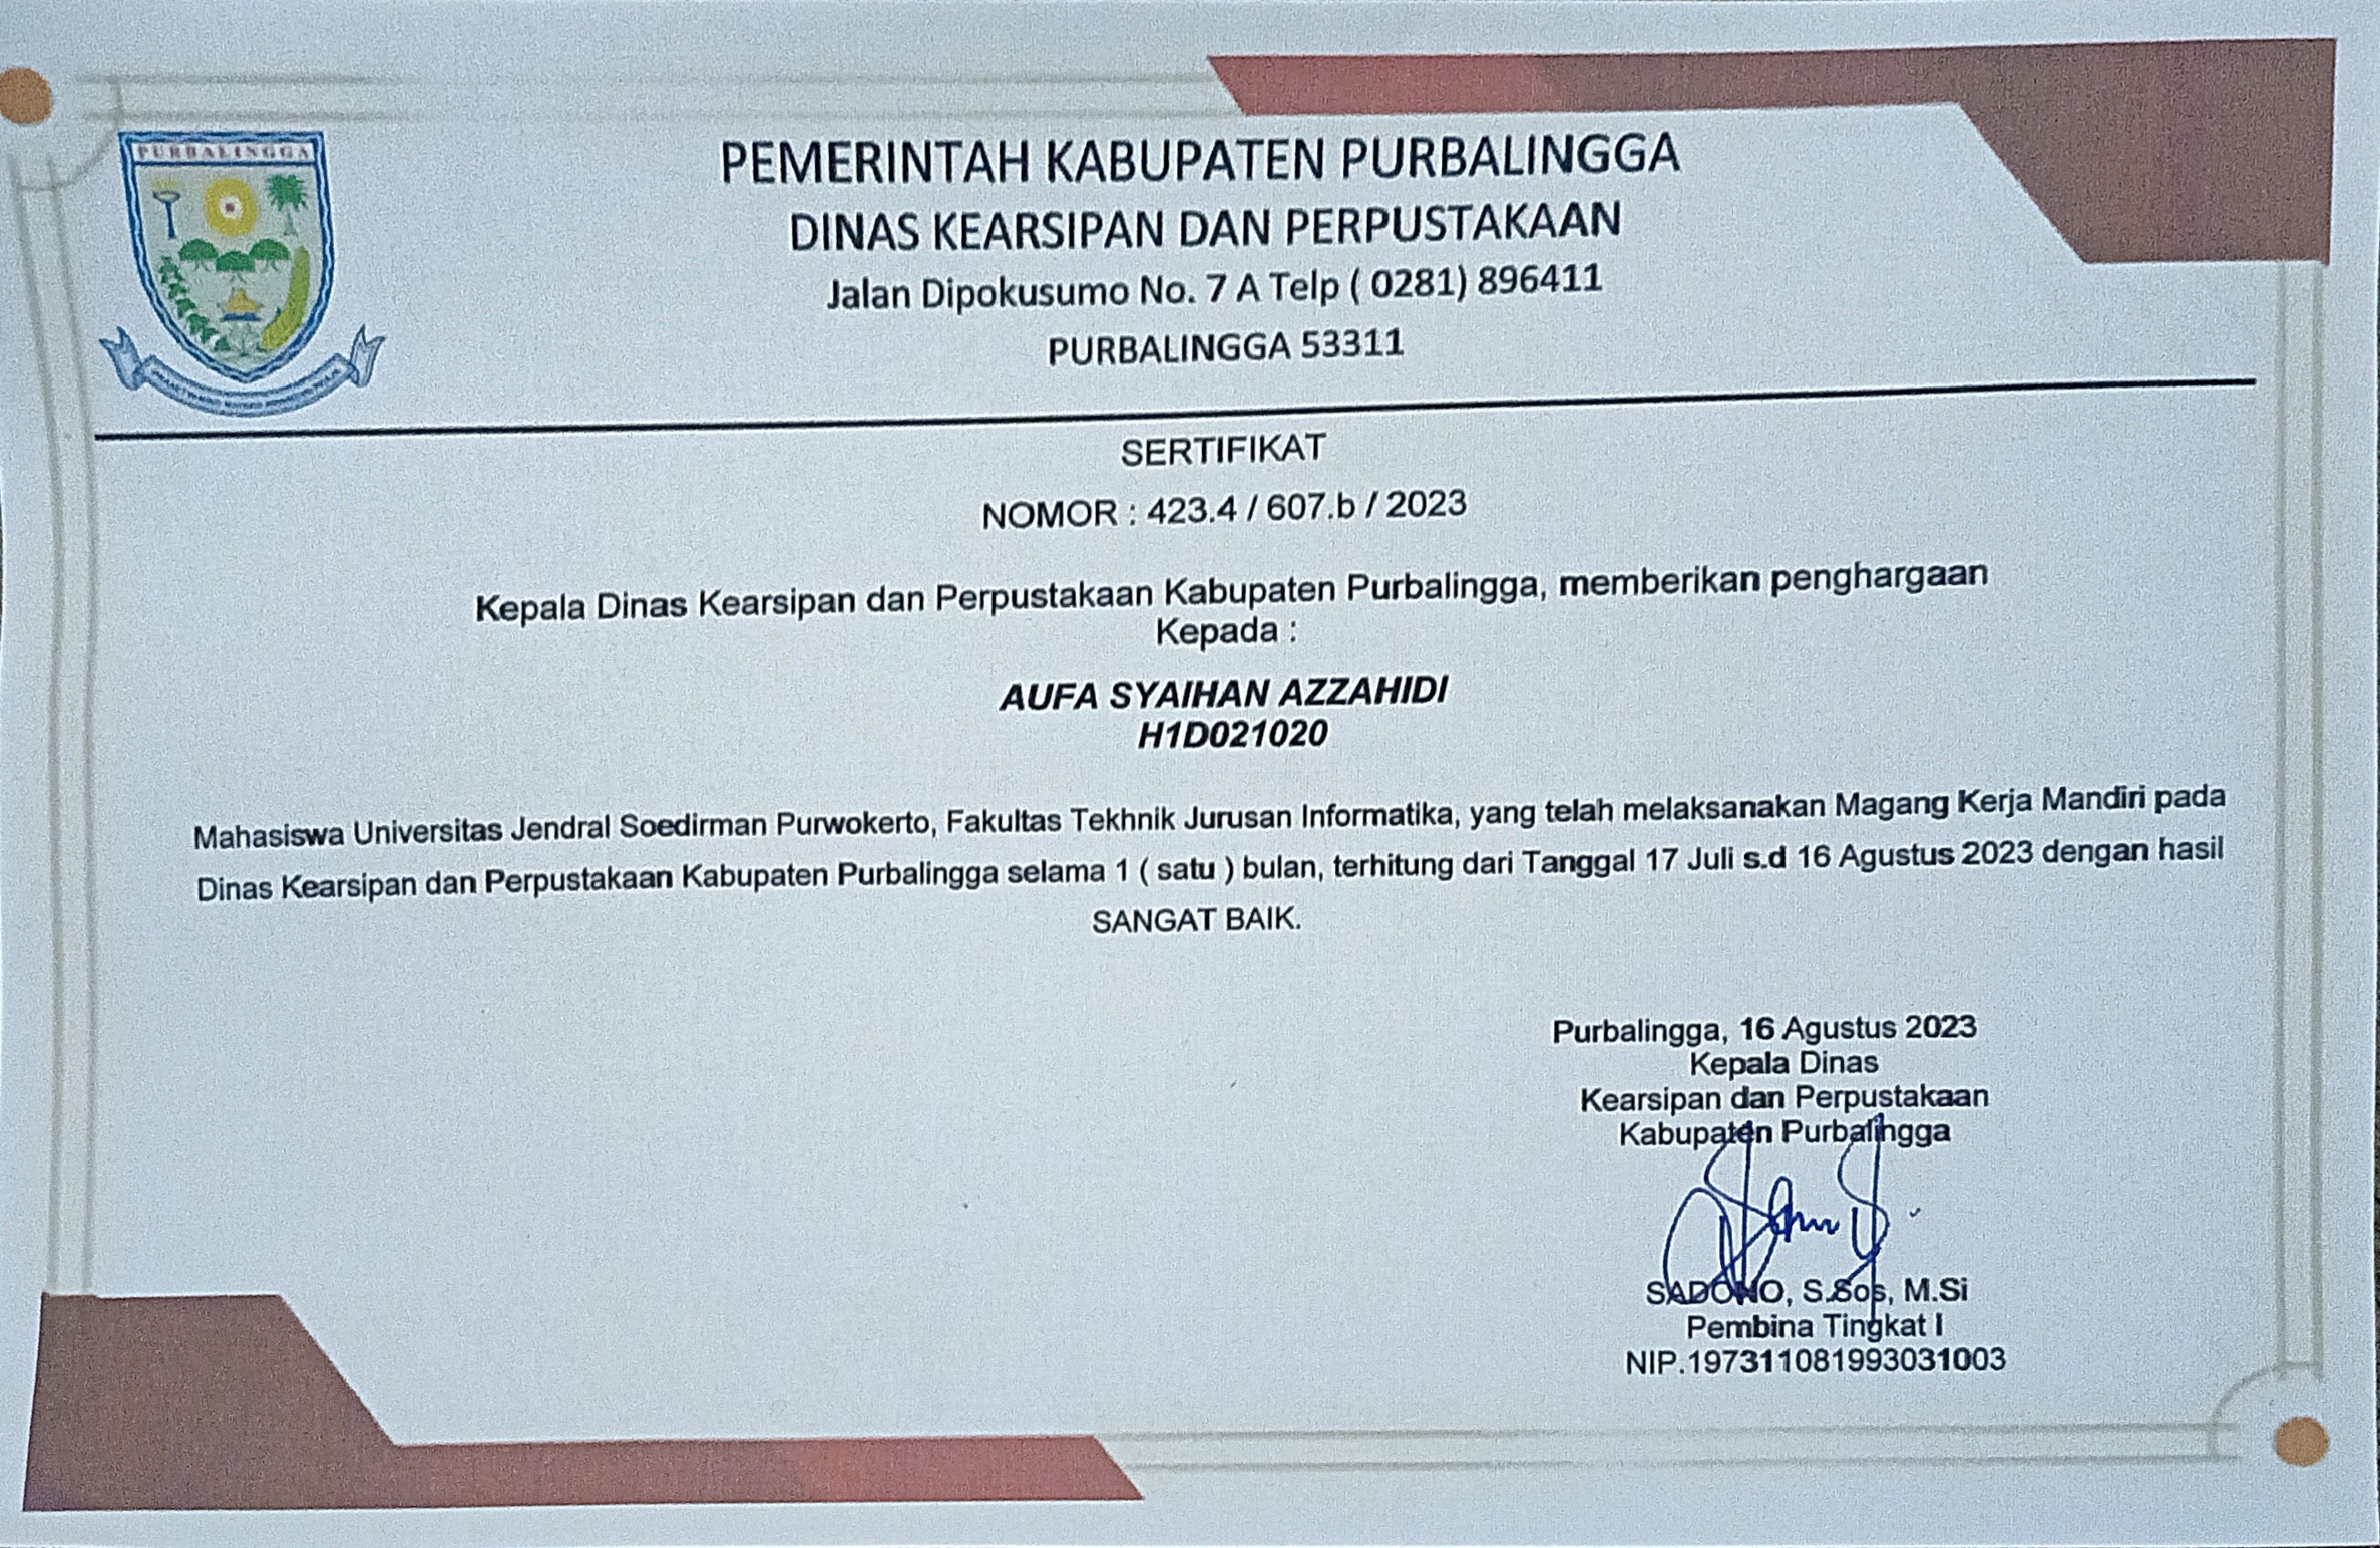 PURBALINGGA
PEMERINTAH KABUPATEN PURBALINGGA
DINAS KEARSIPAN DAN PERPUSTAKAAN
Jalan Dipokusumo No. 7 A Telp ( 0281) 896411
PURBALINGGA 53311
SERTIFIKAT
NOMOR : 423.4 / 607.b / 2023
Kepala Dinas Kearsipan dan Perpustakaan Kabupaten Purbalingga, memberikan penghargaan
Kepada :
AUFA SYAIHAN AZZAHIDI
H1D021020
Mahasiswa Universitas Jendral Soedirman Purwokerto, Fakultas Tekhnik Jurusan Informatika, yang telah melaksanakan Magang Kerja Mandiri pada
Dinas Kearsipan dan Perpustakaan Kabupaten Purbalingga selama 1 ( satu ) bulan, terhitung dari Tanggal 17 Juli s.d 16 Agustus 2023 dengan hasil
SANGAT BAIK.
Purbalingga, 16 Agustus 2023
Kepala Dinas
Kearsipan dan Perpustakaan
Kabupaten Purbalingga
SADONO, S.Sos, M.Si
Pembina Tingkat I
NIP.197311081993031003